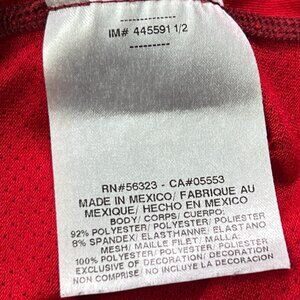 IM# 445591 1/2
RN#56323 - CA#05553
MADE IN MEXICO/ FABRIQUE AU
MEXIQUE/ HECHO EN MEXICO
BODY/ CORPS/ CUERPO:
92% POLYESTER/ POLYESTER/ POLIESTER
8% SPANDEX/ ELASTHANNE/ ELASTANO
MESH/ MAILLE FILET/ MALLA:
100% POLYESTER/ POLYESTER/ POLIESTER
EXCLUSIVE OF DECORATION/ DECORATION
NON COMPRISE/ NO INCLUYE LA DECORACION